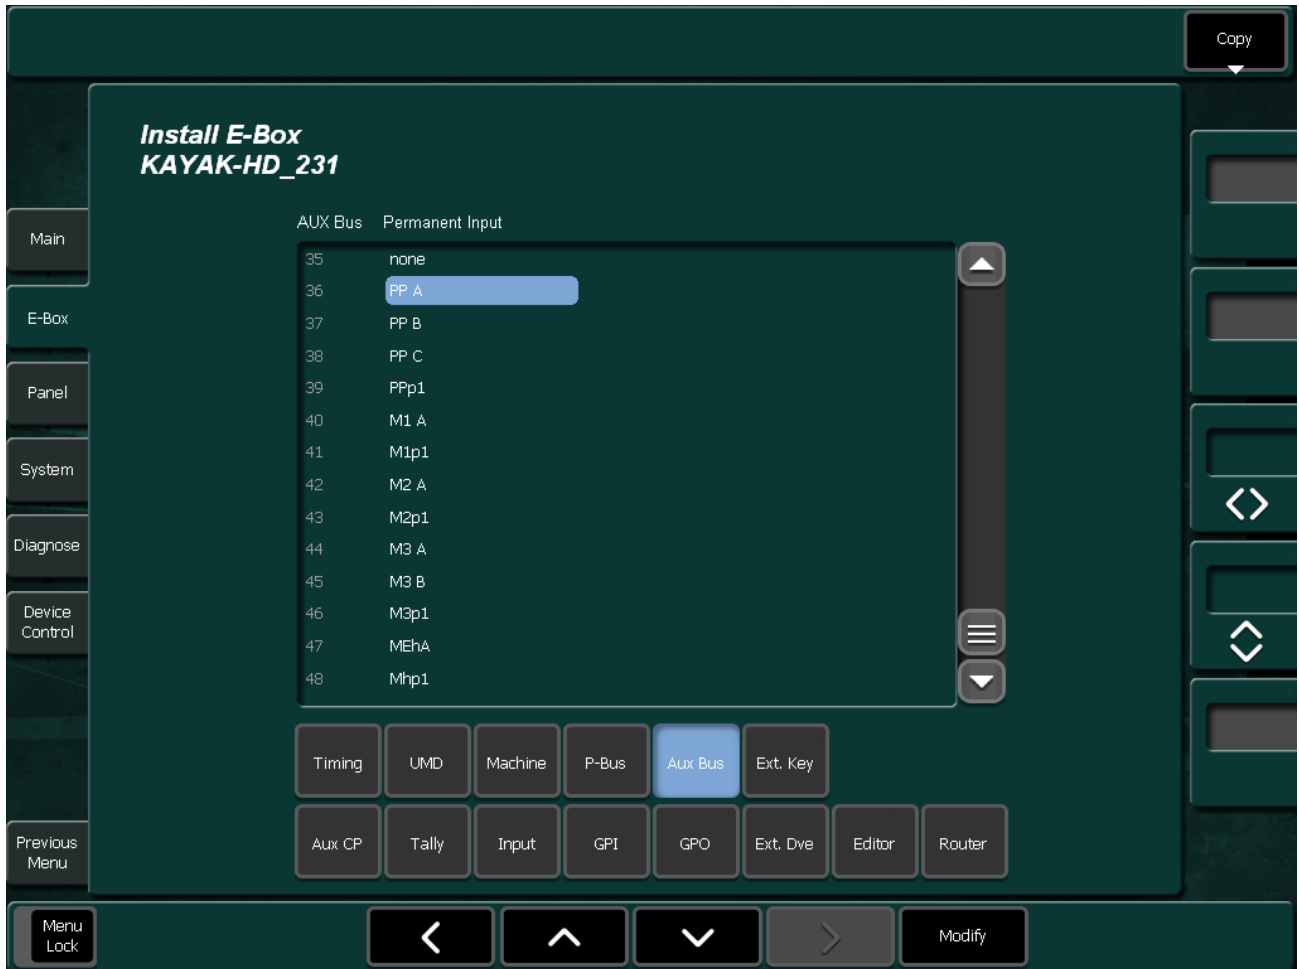 Copy
Install E-Box
KAYAK-HD_231
AUX Bus Permanent Input
Main
E-Box
Panel
System
Diagnose
Device
Control
Previous
Menu
35 none
36 PP A
37 PP B
38 PP C
39 PPp1
40 M1 A
41 M1p1
42 M2 A
43 M2p1
44 M3 A
45 M3 B
46 M3p1
47 MEhA
48 Mhp1
Timing UMD Machine P-Bus Aux Bus Ext. Key
Aux CP Tally Input GPI GPO Ext. Dve Editor Router
Menu
Lock
Modify